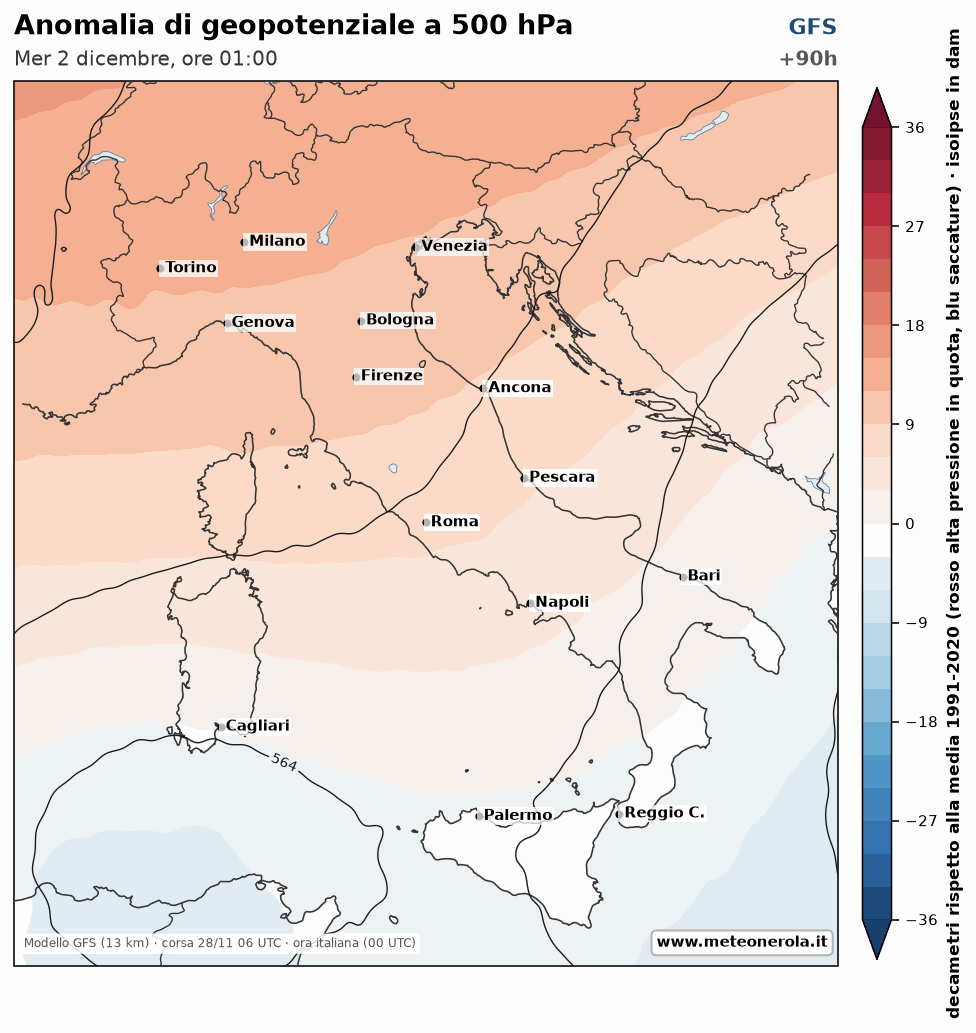 Anomalia di geopotenziale a 500 hPa
GFS
Mer 2 dicembre, ore 01:00
+90h
Milano
Venezia
Torino
Genova
Bologna
Firenze
Ancona
Pescara
Roma
Bari
Napoli
Cagliari
564
Palermo
Reggio C.
Modello GFS (13 km) · corsa 28/11 06 UTC · ora italiana (00 UTC)
www.meteonerola.it
36
27
18
9
0
−9
−18
−27
−36
decametri rispetto alla media 1991-2020 (rosso alta pressione in quota, blu saccature) · isoipse in dam